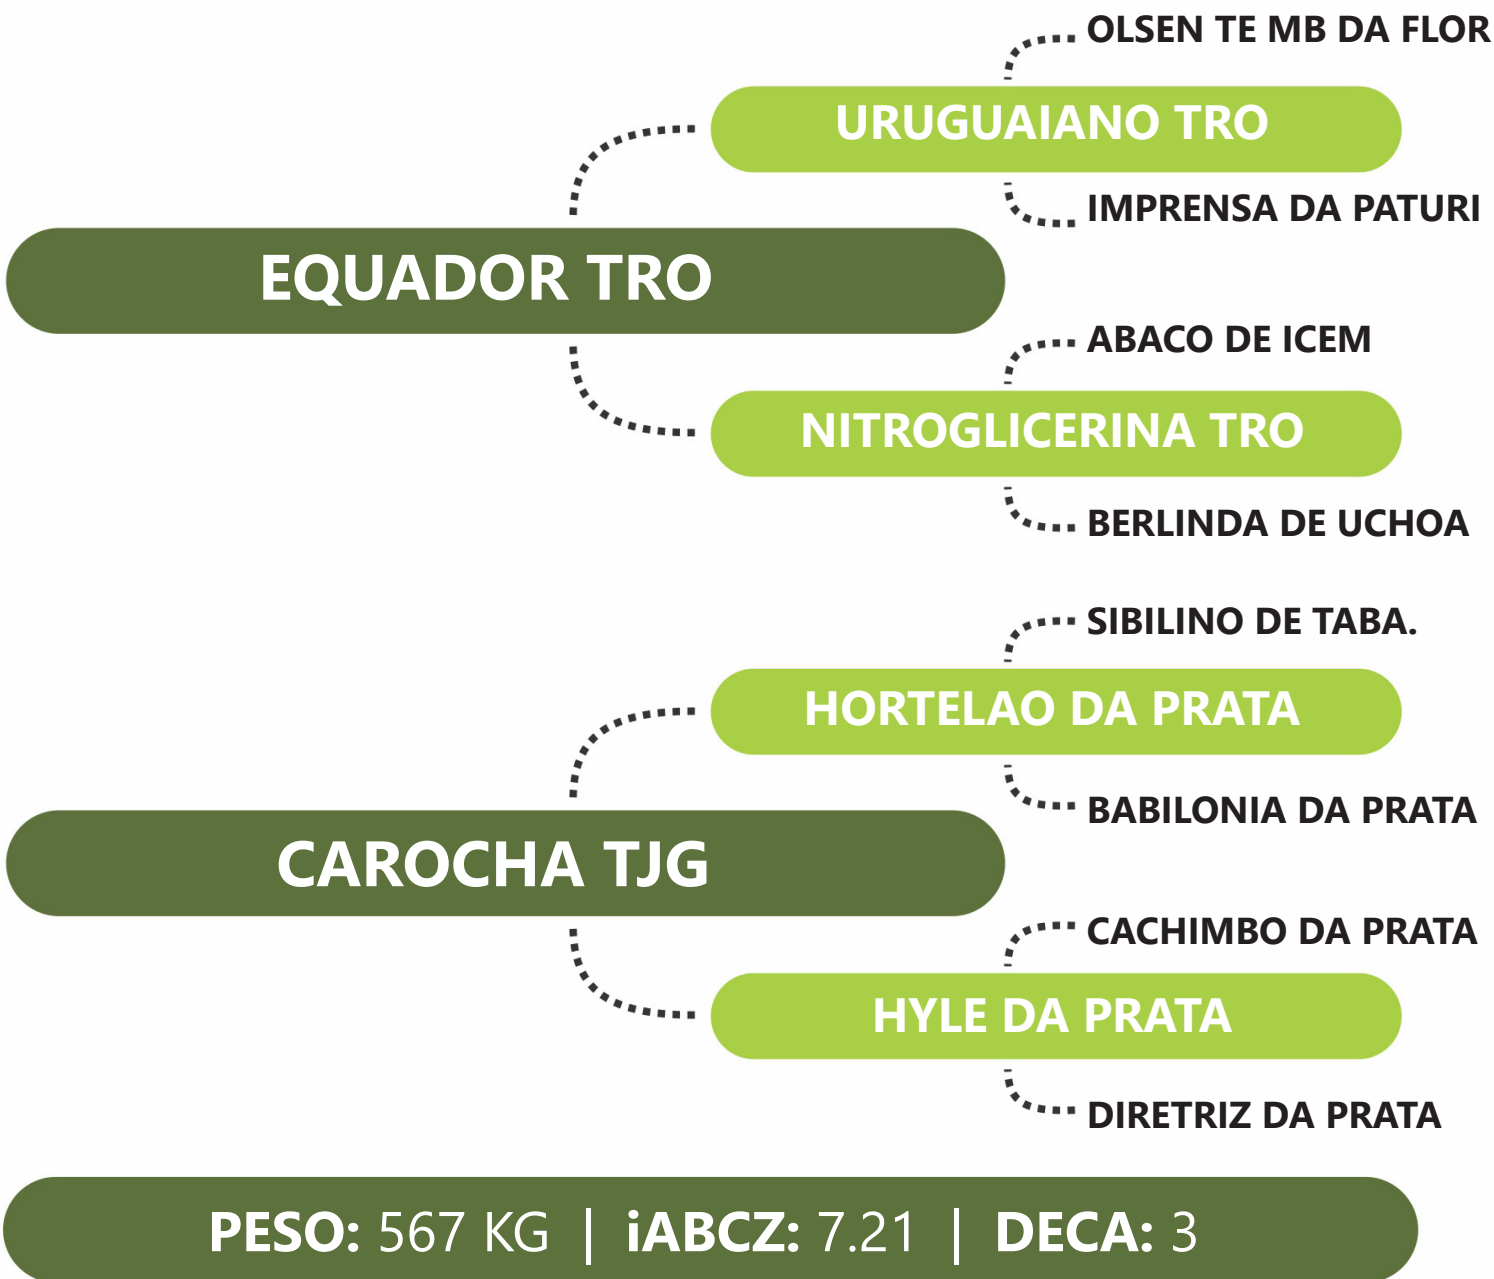 OLSEN TE MB DA FLOR
URUGUAIANO TRO
IMPRENSA DA PATURI
EQUADOR TRO
ABACO DE ICEM
NITROGLICERINA TRO
BERLINDA DE UCHOA
SIBILINO DE TABA.
HORTELAO DA PRATA
BABILONIA DA PRATA
CAROCHA TJG
CACHIMBO DA PRATA
HYLE DA PRATA
DIRETRIZ DA PRATA
PESO: 567 KG | iABCZ: 7.21 | DECA: 3